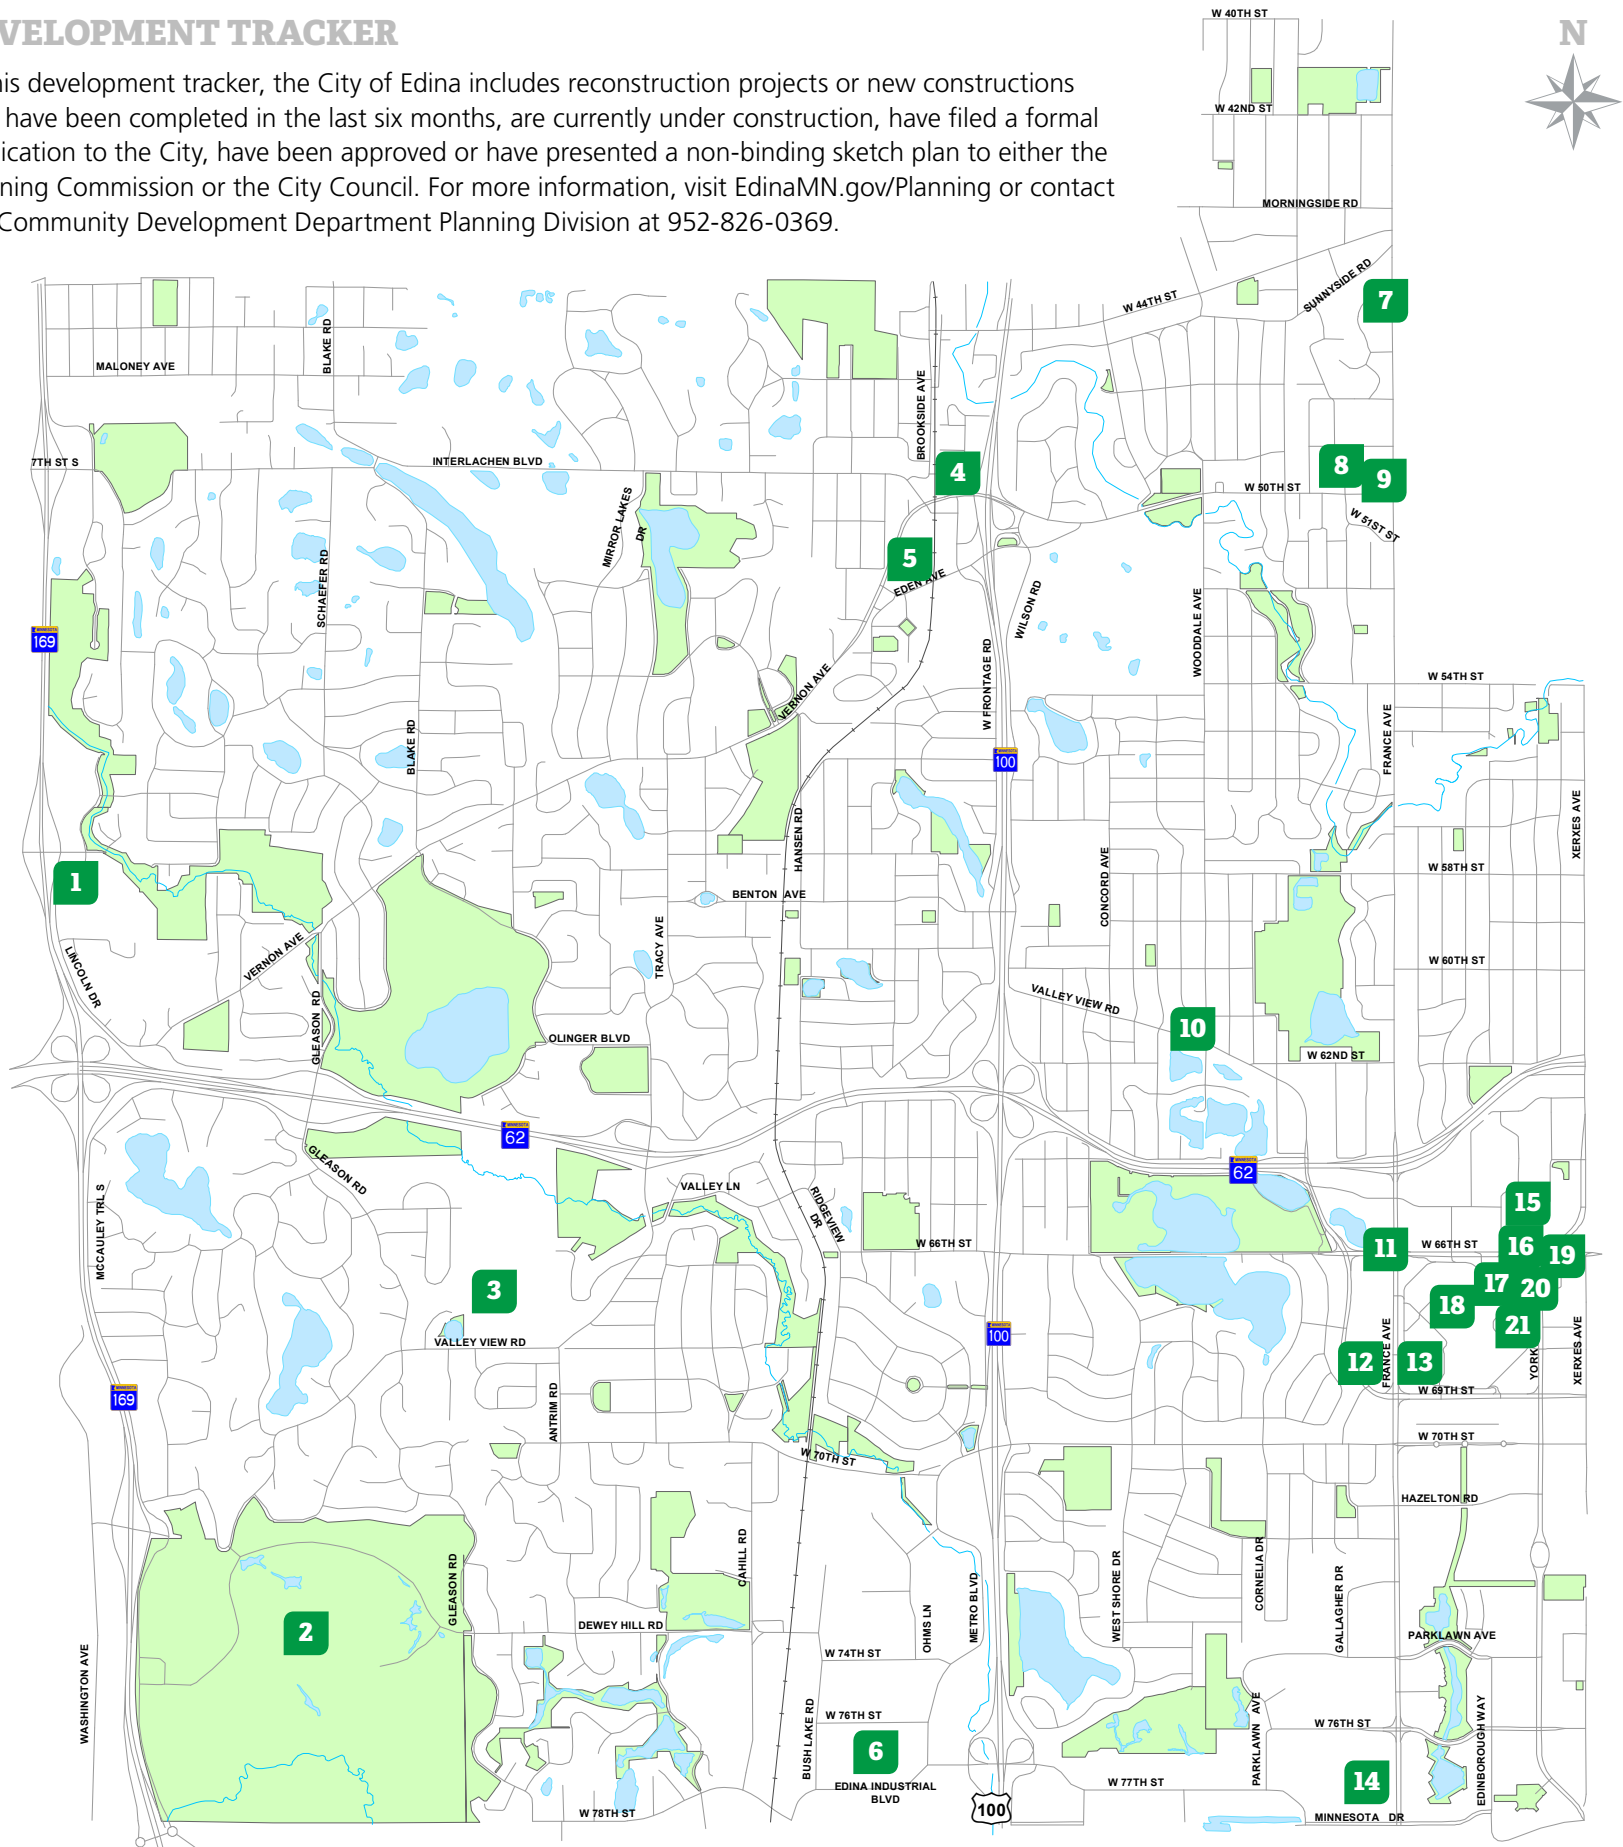 VELOPMENT TRACKER
his development tracker, the City of Edina includes reconstruction projects or new constructions
have been completed in the last six months, are currently under construction, have filed a formal
ication to the City, have been approved or have presented a non-binding sketch plan to either the
ning Commission or the City Council. For more information, visit EdinaMN.gov/Planning or contact
Community Development Department Planning Division at 952-826-0369.
N
W 40TH ST
W 42ND ST
MORNINGSIDE RD
SUNNYSIDE RD
W 44TH ST
7
MALONEY AVE
BLAKE RD
BROOKSIDE AVE
7TH ST S
INTERLACHEN BLVD
4
8
9
W 50TH ST
W 51ST ST
MIRROR LAKES
DR
5
EDEN AVE
SCHAEFER RD
WILSON RD
WOODDALE AVE
MINNESOTA
169
W FRONTAGE RD
VERNON AVE
W 54TH ST
FRANCE AVE
BLAKE RD
MINNESOTA
100
HANSEN RD
XERXES AVE
CONCORD AVE
W 58TH ST
1
BENTON AVE
TRACY AVE
VERNON AVE
LINCOLN DR
W 60TH ST
GLEASON RD
VALLEY VIEW RD
10
OLINGER BLVD
W 62ND ST
MINNESOTA
62
MINNESOTA
62
GLEASON RD
VALLEY LN
RIDGEVIEW
DR
MCCAULEY TRL S
15
W 66TH ST
11
W 66TH ST
16
19
3
17
20
18
21
VALLEY VIEW RD
MINNESOTA
100
12
FRANCE AVE
13
YORK
XERXES AVE
W 69TH ST
MINNESOTA
169
ANTRIM RD
W 70TH ST
W 70TH ST
HAZELTON RD
GLEASON RD
CAHILL RD
METRO BLVD
WEST SHORE DR
CORNELIA DR
GALLAGHER DR
2
DEWEY HILL RD
OHMS LN
PARKLAWN AVE
W 74TH ST
WASHINGTON AVE
BUSH LAKE RD
W 76TH ST
PARKLAWN AVE
W 76TH ST
EDINBOROUGH WAY
6
EDINA INDUSTRIAL
BLVD
W 77TH ST
14
W 78TH ST
100
MINNESOTA DR